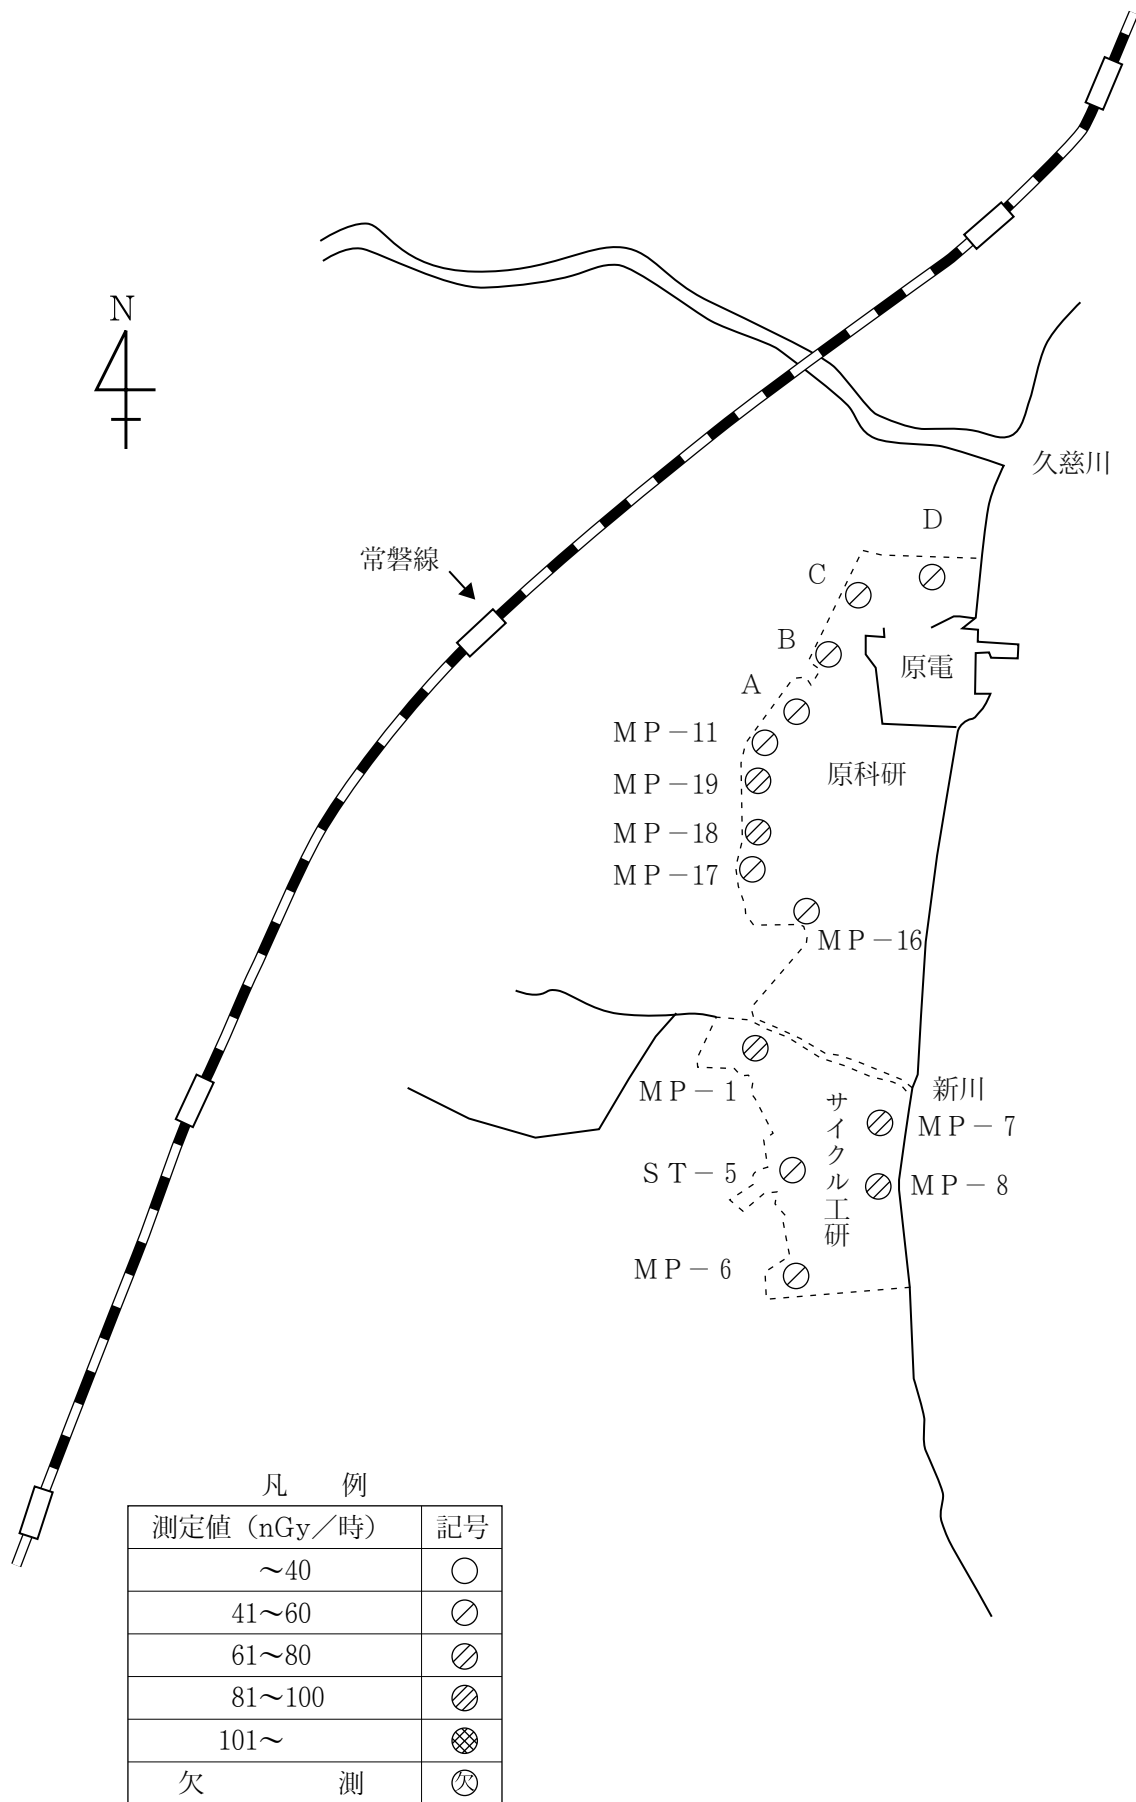 N
久慈川
D
常磐線
C
B
原電
A
ＭＰ－11
原科研
ＭＰ－19
ＭＰ－18
ＭＰ－17
ＭＰ－16
新川
ＭＰ－1
サイクル工研
ＭＰ－7
ＳＴ－5
ＭＰ－8
ＭＰ－6
凡　例
測定値（nGy／時）　記号
～40
41～60
61～80
81～100
101～
欠　測　欠